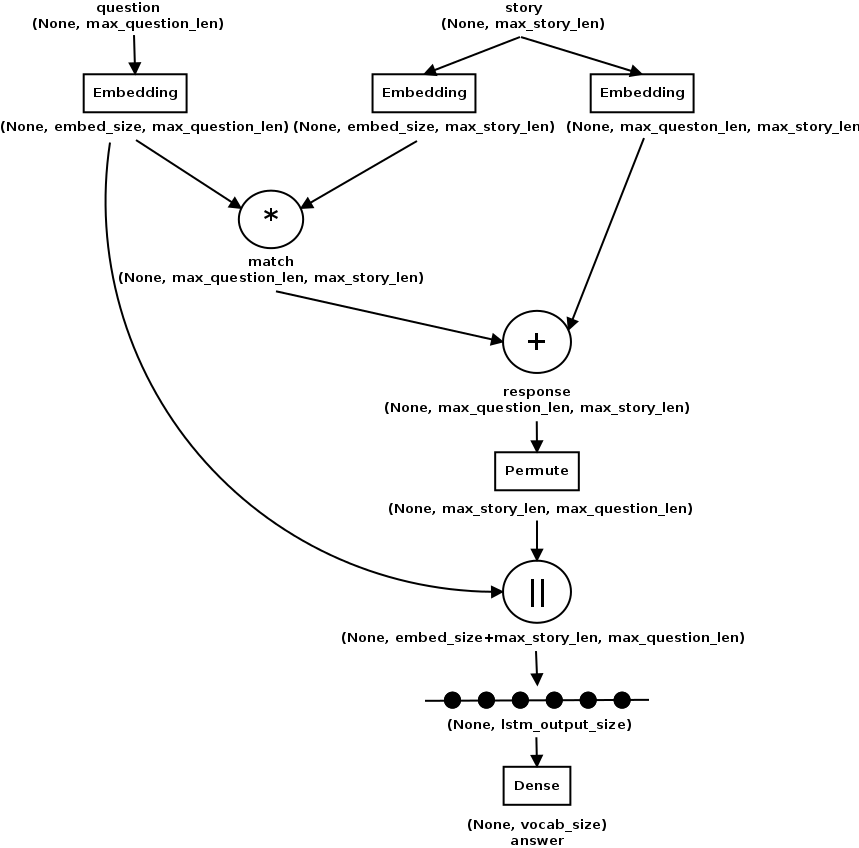 question
(None, max_question_len)
story
(None, max_story_len)
Embedding
Embedding
Embedding
(None, embed_size, max_question_len)
(None, embed_size, max_story_len)
(None, max_queston_len, max_story_len
*
match
(None, max_question_len, max_story_len)
+
response
(None, max_question_len, max_story_len)
Permute
(None, max_story_len, max_question_len)
||
(None, embed_size+max_story_len, max_question_len)
(None, lstm_output_size)
Dense
(None, vocab_size)
answer